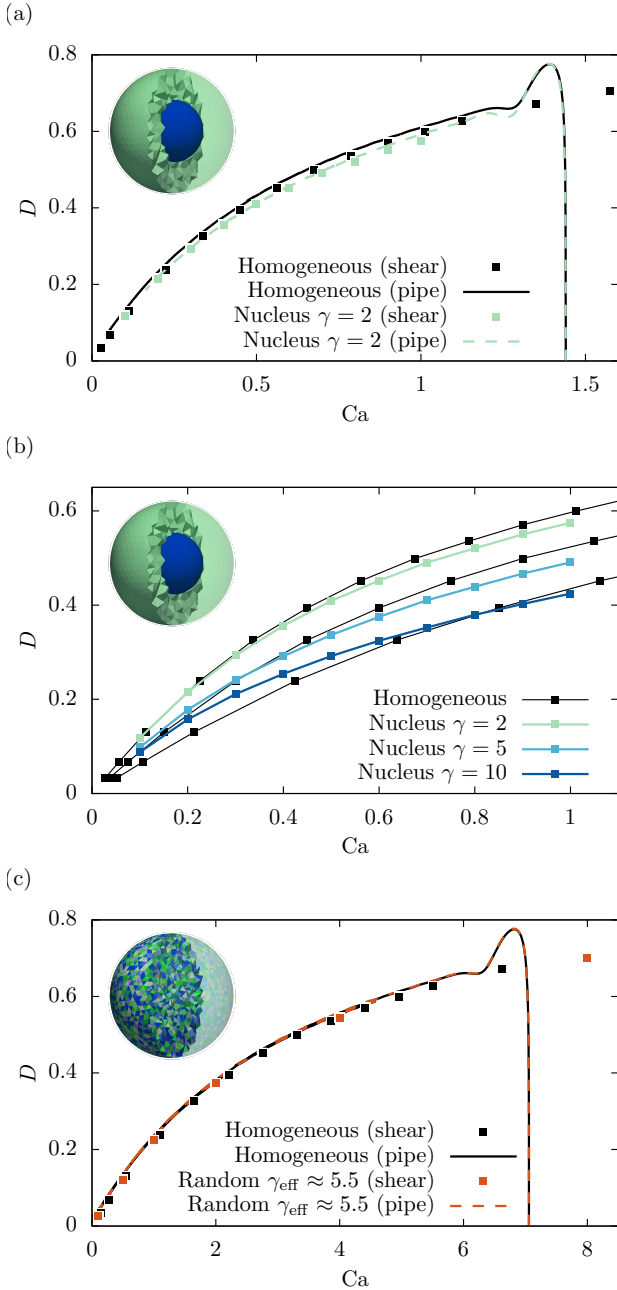 (a)
0.8
0.6
0.4
0.2
0
D
Homogeneous (shear)
Homogeneous (pipe)
Nucleus γ = 2 (shear)
Nucleus γ = 2 (pipe)
0 0.5 1 1.5
Ca
(b)
0.6
0.4
0.2
0
D
Homogeneous
Nucleus γ = 2
Nucleus γ = 5
Nucleus γ = 10
0 0.2 0.4 0.6 0.8 1
Ca
(c)
0.8
0.6
0.4
0.2
0
D
Homogeneous (shear)
Homogeneous (pipe)
Random γeff ≈ 5.5 (shear)
Random γeff ≈ 5.5 (pipe)
0 2 4 6 8
Ca